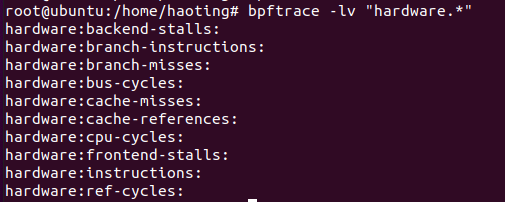 root@ubuntu:/home/haoting# bpftrace -lv "hardware.*"
hardware:backend-stalls:
hardware:branch-instructions:
hardware:branch-misses:
hardware:bus-cycles:
hardware:cache-misses:
hardware:cache-references:
hardware:cpu-cycles:
hardware:frontend-stalls:
hardware:instructions:
hardware:ref-cycles: